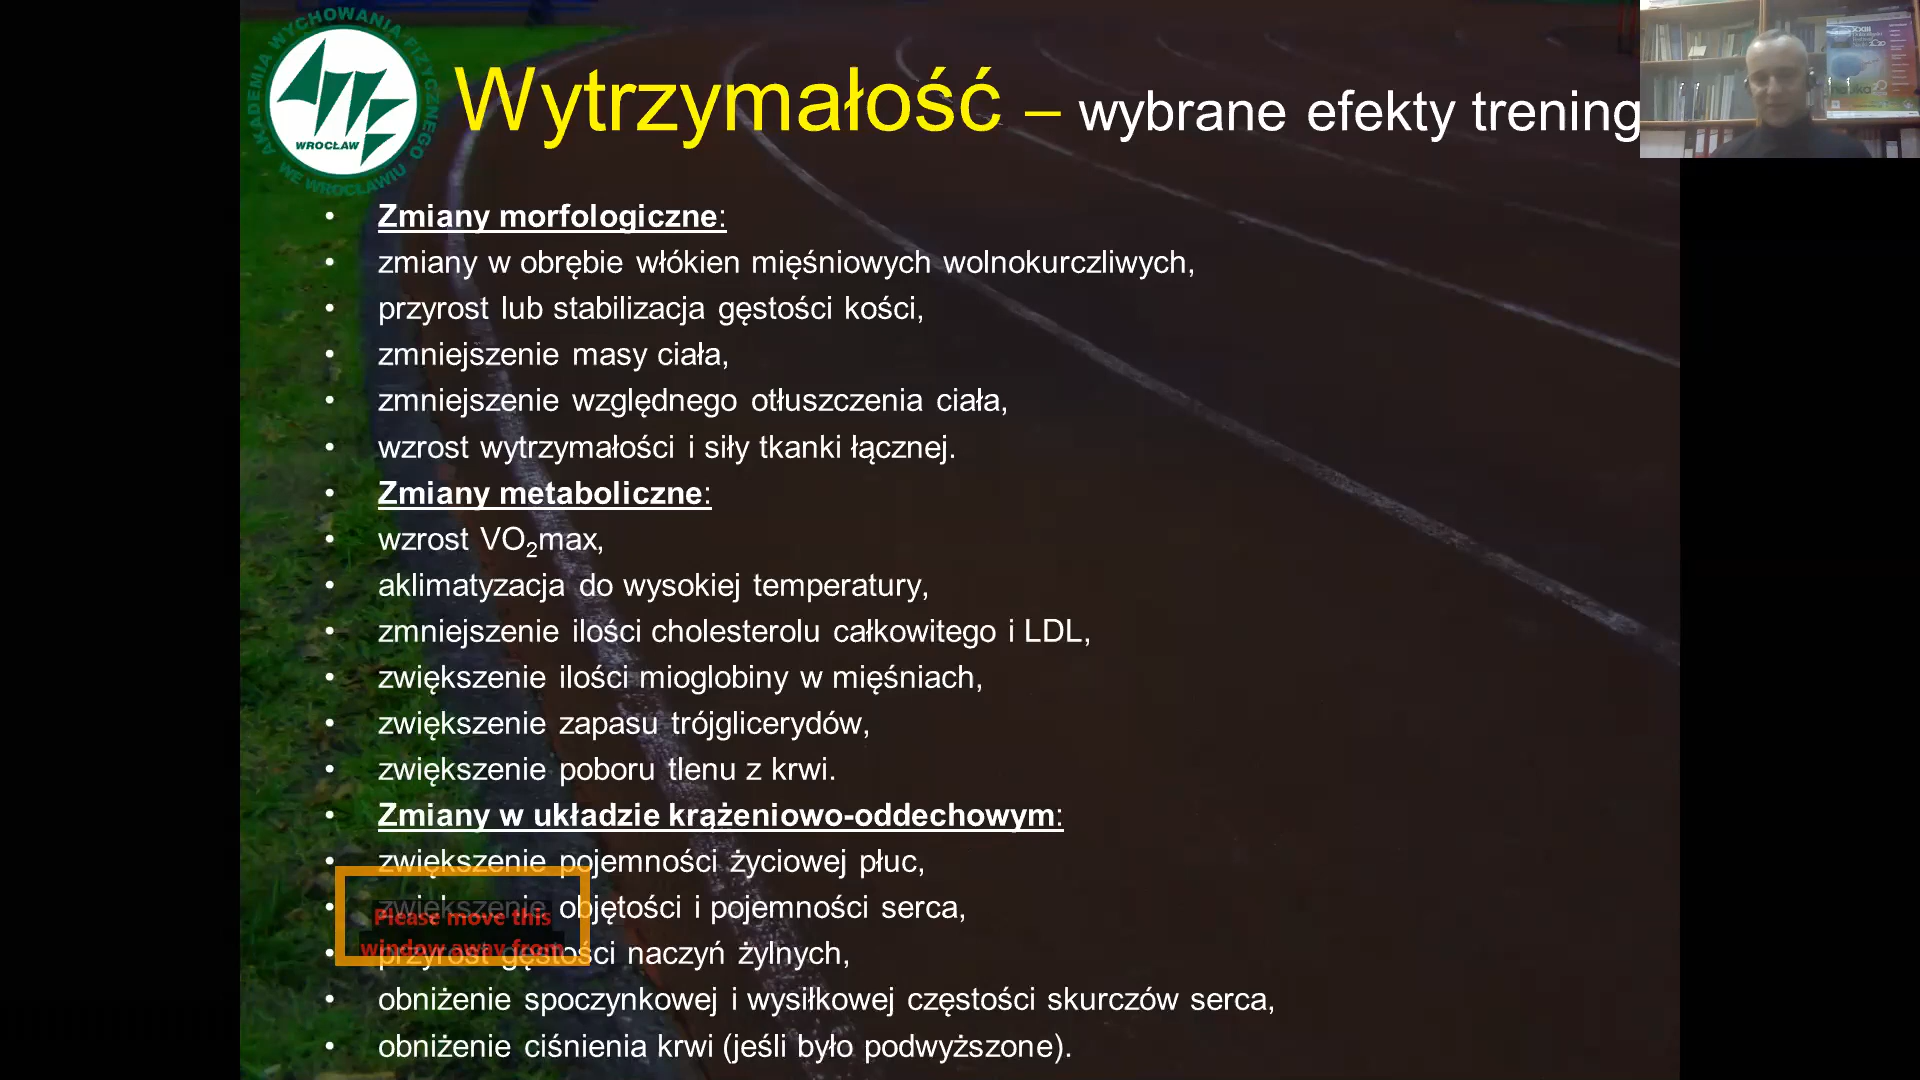 AKADEMIA WYCHOWANIA FIZYCZNEGO
WE WROCŁAWIU
WROCŁAW
Wytrzymałość – wybrane efekty trening
• Zmiany morfologiczne:
• zmiany w obrębie włókien mięśniowych wolnokurczliwych,
• przyrost lub stabilizacja gęstości kości,
• zmniejszenie masy ciała,
• zmniejszenie względnego otłuszczenia ciała,
• wzrost wytrzymałości i siły tkanki łącznej.
• Zmiany metaboliczne:
• wzrost VO₂max,
• aklimatyzacja do wysokiej temperatury,
• zmniejszenie ilości cholesterolu całkowitego i LDL,
• zwiększenie ilości mioglobiny w mięśniach,
• zwiększenie zapasu trójglicerydów,
• zwiększenie poboru tlenu z krwi.
• Zmiany w układzie krążeniowo-oddechowym:
• zwiększenie pojemności życiowej płuc,
• zwiększenie objętości i pojemności serca,
Please move this
window away from
• przyrost gęstości naczyń żylnych,
• obniżenie spoczynkowej i wysiłkowej częstości skurczów serca,
• obniżenie ciśnienia krwi (jeśli było podwyższone).